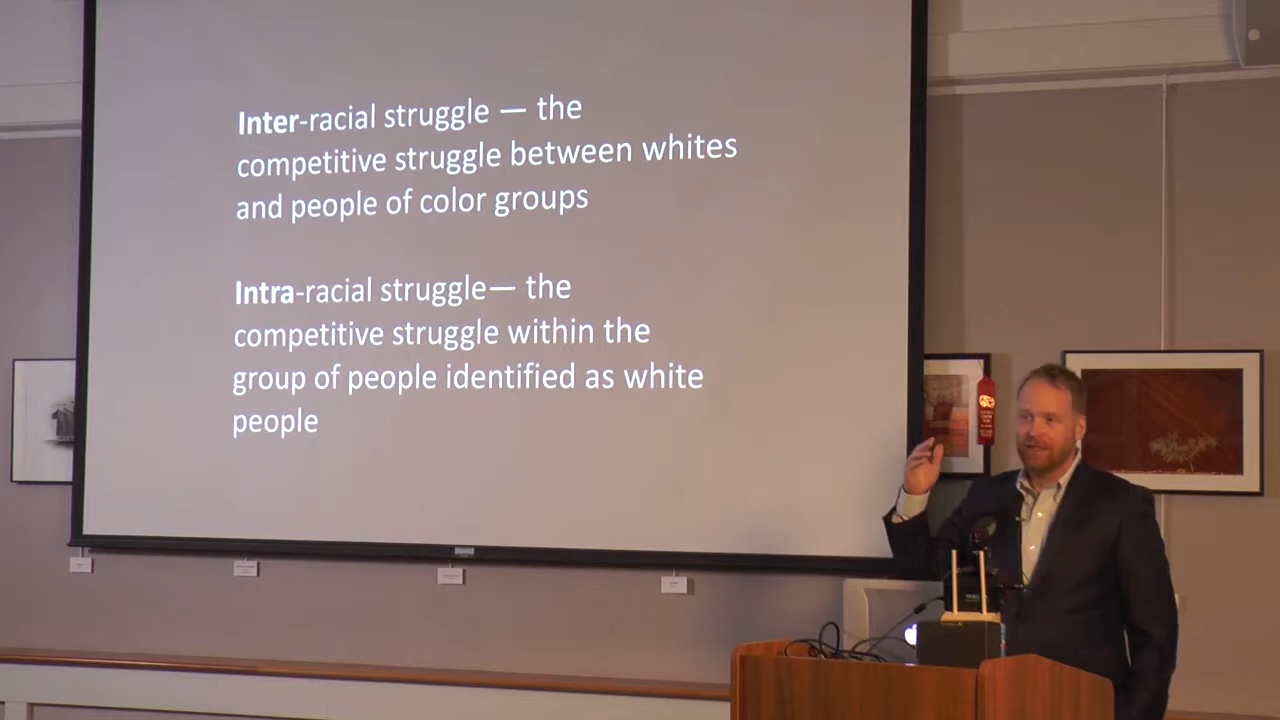 Inter-racial struggle — the
competitive struggle between whites
and people of color groups
Intra-racial struggle— the
competitive struggle within the
group of people identified as white
people